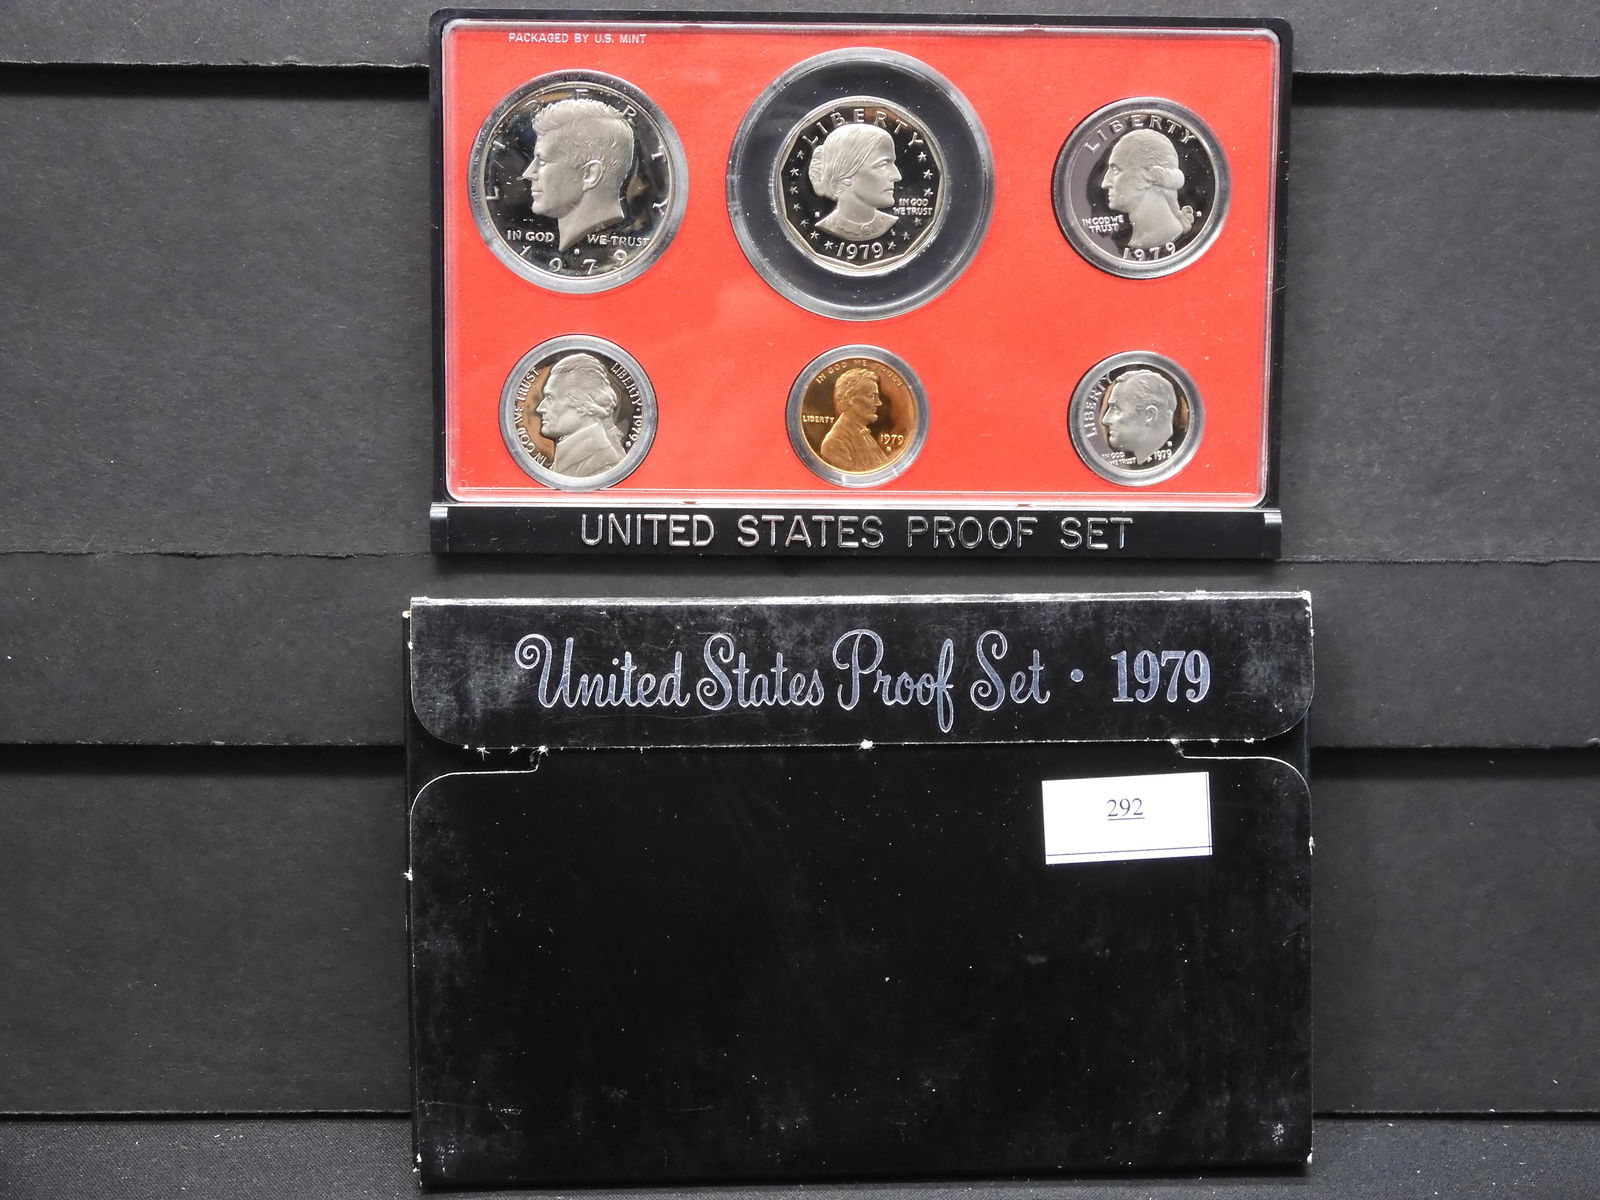 PACKAGED BY U.S. MINT
LIBERTY
IN GOD WE TRUST
1979
LIBERTY
IN GOD
WE TRUST
1979
LIBERTY
IN GOD WE
TRUST
1979
IN GOD WE TRUST
LIBERTY · 1979
IN GOD WE TRUST
LIBERTY
1979
LIBERTY
IN GOD
WE TRUST
1979
UNITED STATES PROOF SET
United States Proof Set · 1979
292